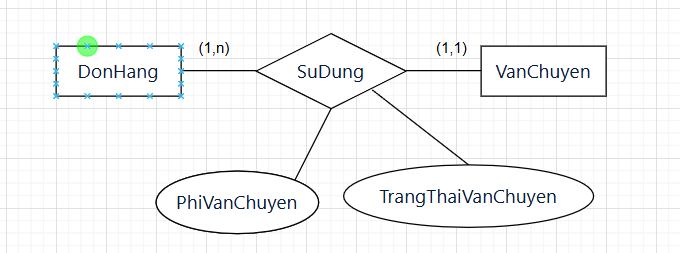 (1,n)
(1,1)
DonHang
SuDung
VanChuyen
PhiVanChuyen
TrangThaiVanChuyen